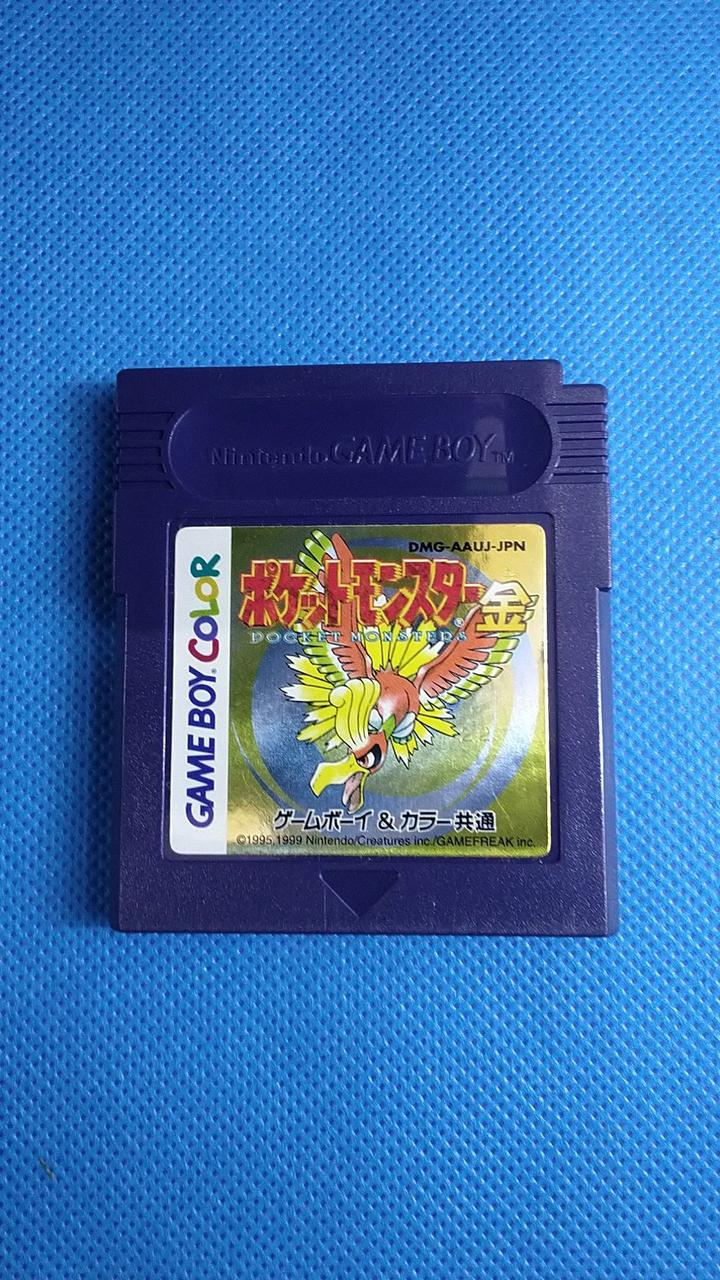 Nintendo GAME BOY™
DMG-AAUJ-JPN
ポケットモンスター金
POCKET MONSTERS®
GAME BOY COLOR
ゲームボーイ & カラー共通
©1995,1999 Nintendo/Creatures inc./GAMEFREAK inc.